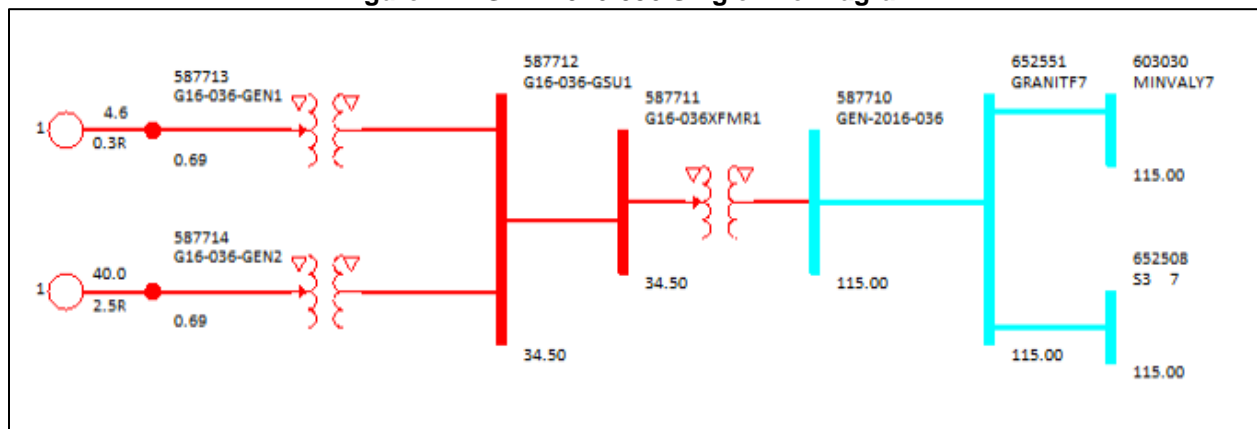 587713
G16-036-GEN1
1
4.6
0.3R
0.69
587714
G16-036-GEN2
1
40.0
2.5R
0.69
587712
G16-036-GSU1
34.50
587711
G16-036XFMR1
34.50
587710
GEN-2016-036
115.00
652551
GRANITF7
115.00
603030
MINVALY7
115.00
652508
S3 7
115.00